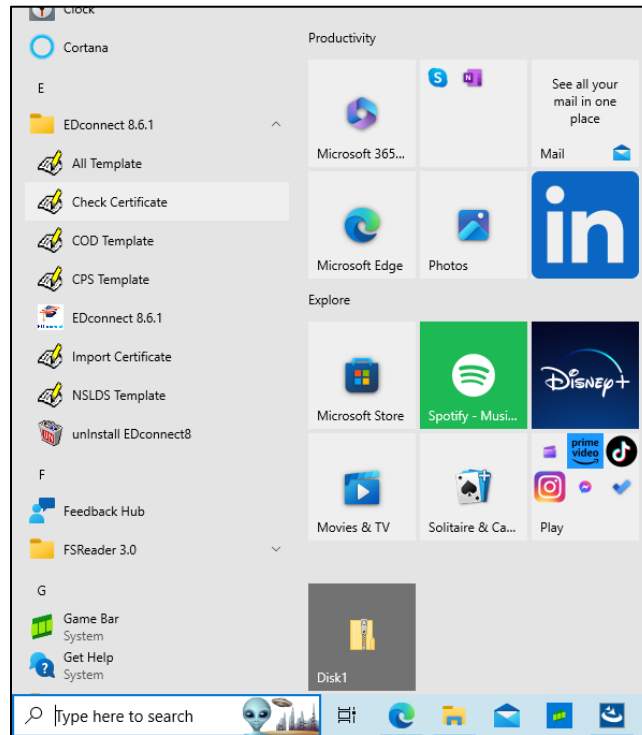 Clock
Cortana
E
EDconnect 8.6.1
All Template
Check Certificate
COD Template
CPS Template
EDconnect 8.6.1
Import Certificate
NSLDS Template
unInstall EDconnect8
F
Feedback Hub
FSReader 3.0
G
Game Bar
System
Get Help
System
Productivity
Microsoft 365...
See all your
mail in one
place
Mail
Microsoft Edge
Photos
in
Explore
Microsoft Store
Spotify - Musi...
Disney+
Movies & TV
Solitaire & Ca...
prime
video
Play
Disk1
Type here to search